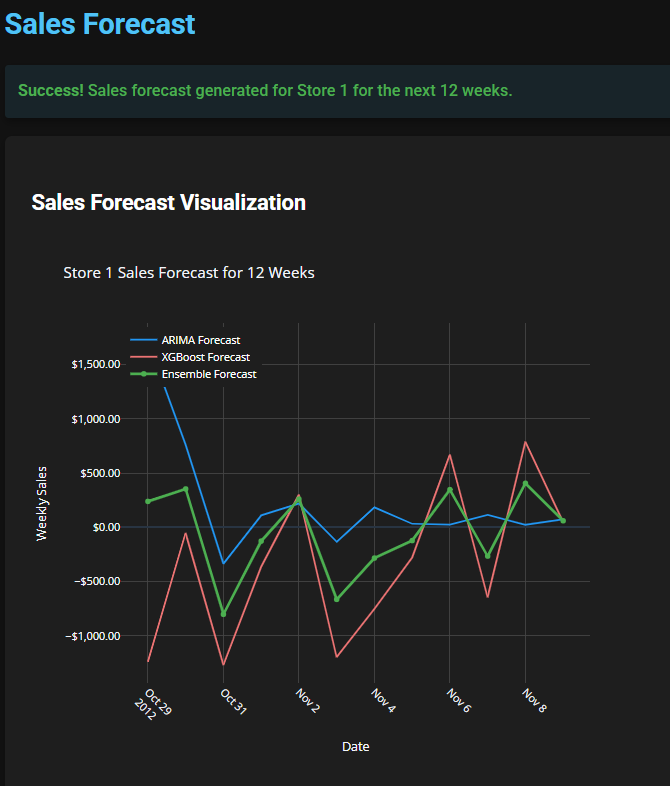 Sales Forecast
Success! Sales forecast generated for Store 1 for the next 12 weeks.
Sales Forecast Visualization
Store 1 Sales Forecast for 12 Weeks
ARIMA Forecast
XGBoost Forecast
Ensemble Forecast
$1,500.00
$1,000.00
$500.00
$0.00
−$500.00
−$1,000.00
Weekly Sales
Oct 29
2012
Oct 31
Nov 2
Nov 4
Nov 6
Nov 8
Date